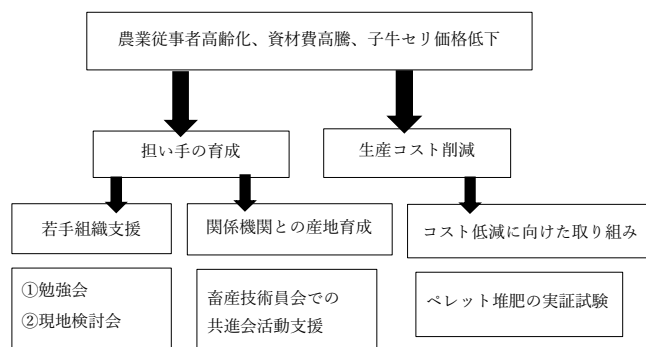 農業従事者高齢化、資材費高騰、子牛セリ価格低下
担い手の育成
生産コスト削減
若手組織支援
関係機関との産地育成
コスト低減に向けた取り組み
①勉強会
②現地検討会
畜産技術員会での
共進会活動支援
ペレット堆肥の実証試験